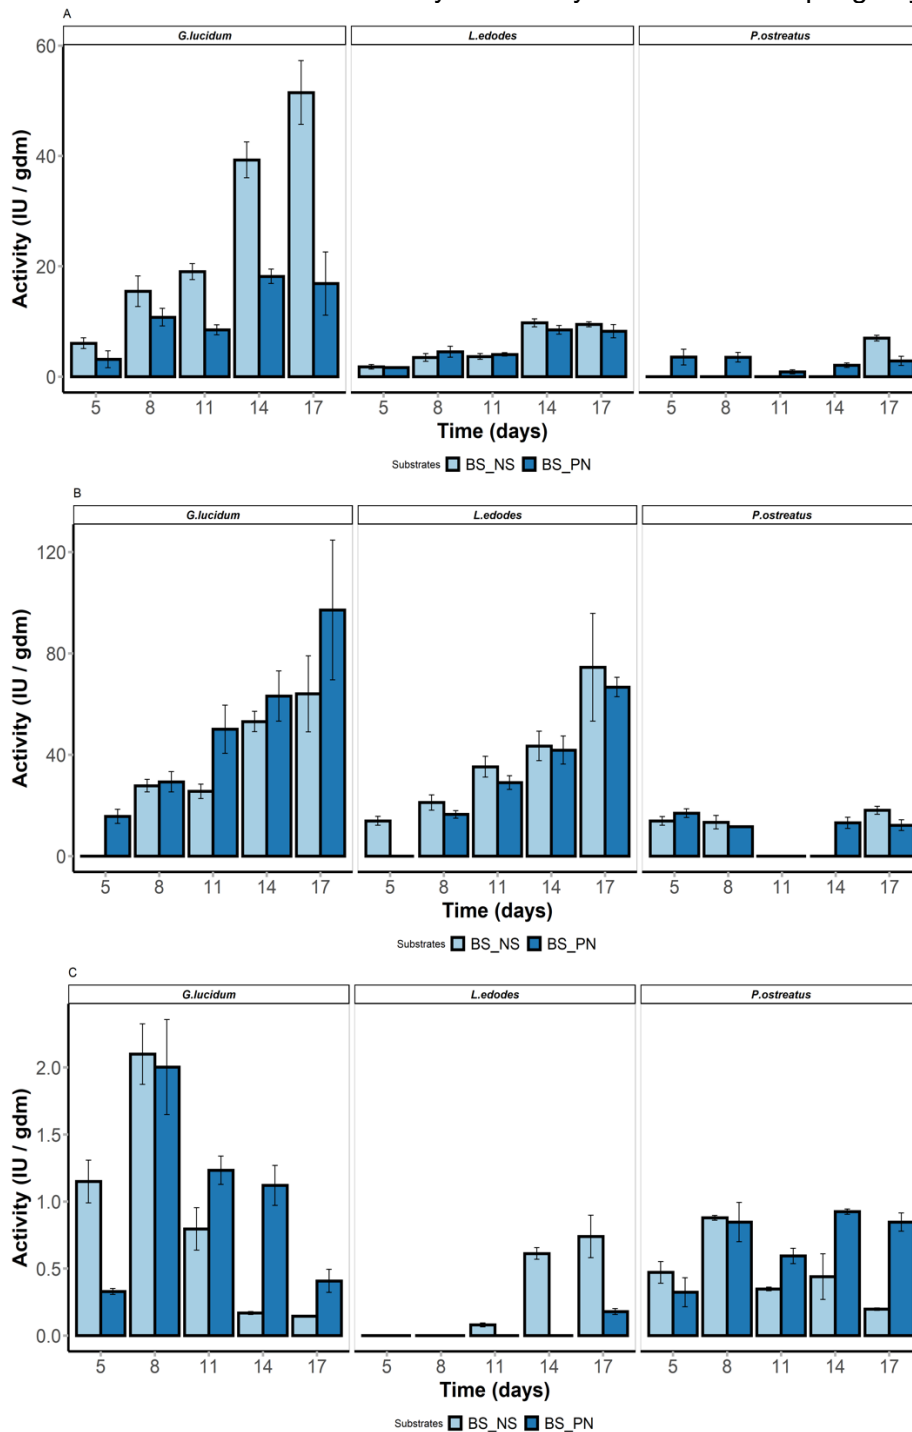 A
G.lucidum L.edodes P.ostreatus
60
40
20
0
Activity (IU / gdm)
5 8 11 14 17 5 8 11 14 17 5 8 11 14 17
Time (days)
Substrates BS_NS BS_PN
B
G.lucidum L.edodes P.ostreatus
120
80
40
0
Activity (IU / gdm)
5 8 11 14 17 5 8 11 14 17 5 8 11 14 17
Time (days)
Substrates BS_NS BS_PN
C
G.lucidum L.edodes P.ostreatus
2.0
1.5
1.0
0.5
0.0
Activity (IU / gdm)
5 8 11 14 17 5 8 11 14 17 5 8 11 14 17
Time (days)
Substrates BS_NS BS_PN